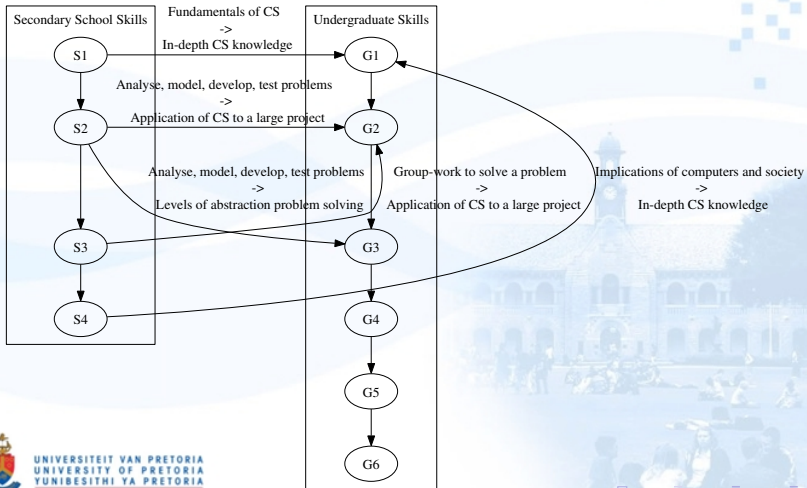 Secondary School Skills
Fundamentals of CS
->
In-depth CS knowledge
Undergraduate Skills
S1
G1
Analyse, model, develop, test problems
->
Application of CS to a large project
S2
G2
Analyse, model, develop, test problems
->
Levels of abstraction problem solving
Group-work to solve a problem
->
Application of CS to a large project
Implications of computers and society
->
In-depth CS knowledge
S3
G3
S4
G4
G5
G6
UNIVERSITEIT VAN PRETORIA
UNIVERSITY OF PRETORIA
YUNIBESITHI YA PRETORIA